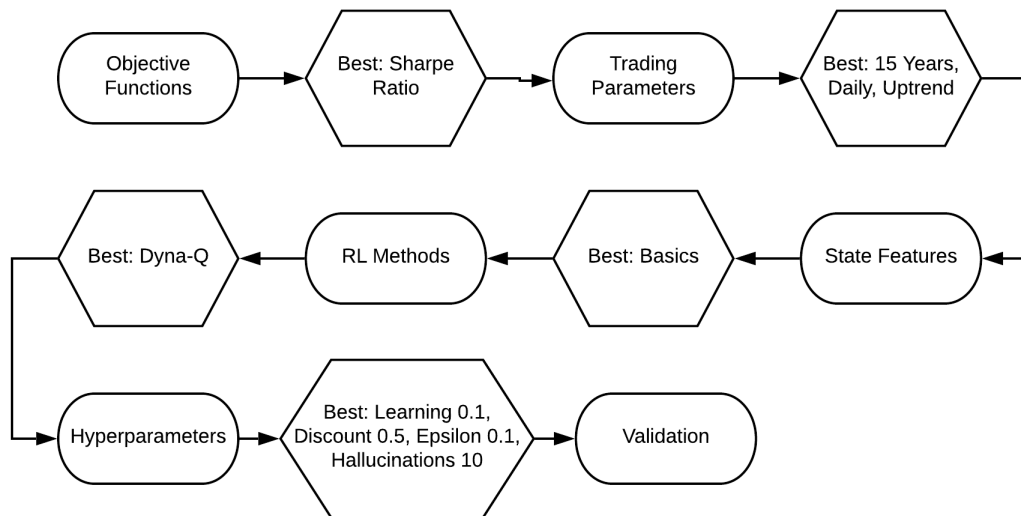 Objective
Functions
Best: Sharpe
Ratio
Trading
Parameters
Best: 15 Years,
Daily, Uptrend
State Features
Best: Basics
RL Methods
Best: Dyna-Q
Hyperparameters
Best: Learning 0.1,
Discount 0.5, Epsilon 0.1,
Hallucinations 10
Validation